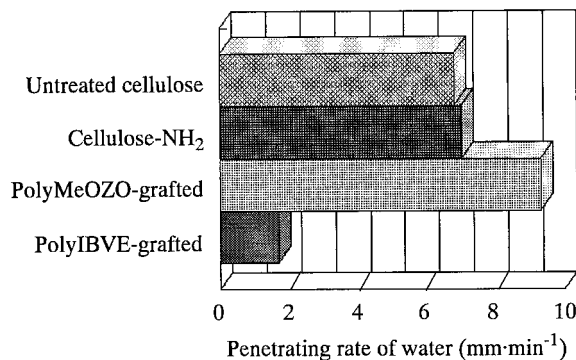 Untreated cellulose
Cellulose-NH₂
PolyMeOZO-grafted
PolyIBVE-grafted
0 2 4 6 8 10
Penetrating rate of water (mm·min⁻¹)